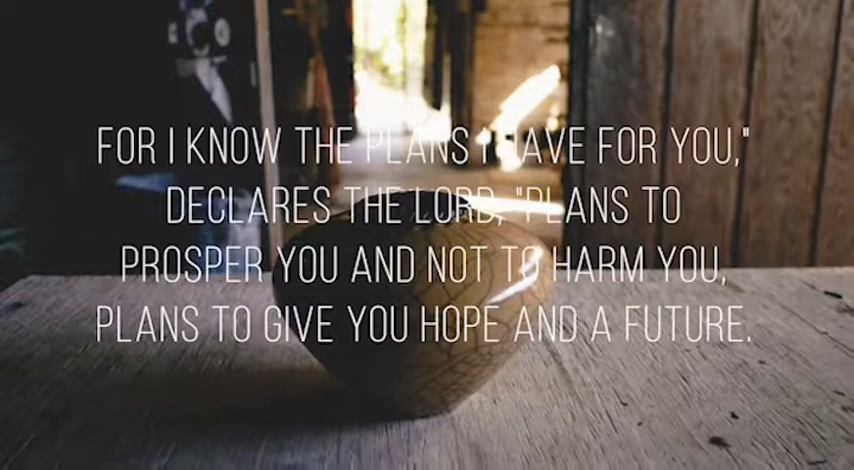 FOR I KNOW THE PLANS I HAVE FOR YOU,"
DECLARES THE LORD, "PLANS TO
PROSPER YOU AND NOT TO HARM YOU,
PLANS TO GIVE YOU HOPE AND A FUTURE.